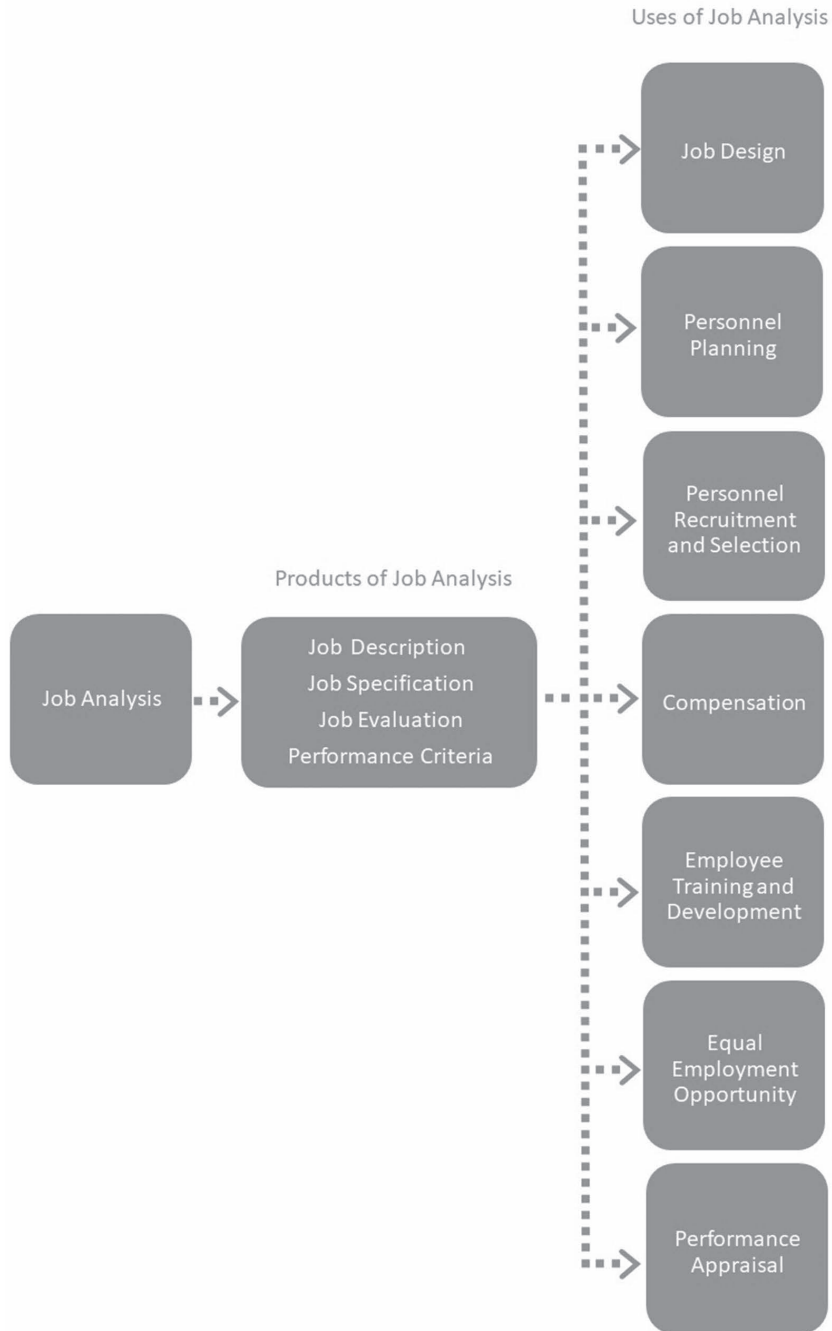 Uses of Job Analysis
Job Design
Personnel
Planning
Personnel
Recruitment
and Selection
Products of Job Analysis
Job Analysis
Job Description
Job Specification
Job Evaluation
Performance Criteria
Compensation
Employee
Training and
Development
Equal
Employment
Opportunity
Performance
Appraisal